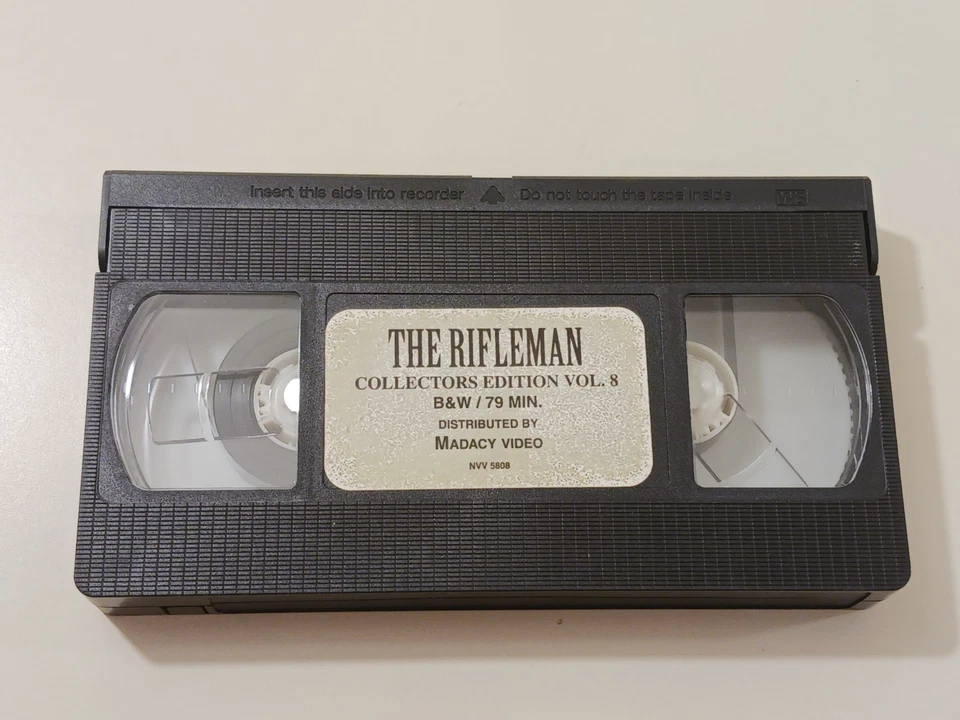 Insert this side into recorder Do not touch the tape inside VHS
THE RIFLEMAN
COLLECTORS EDITION VOL. 8
B&W / 79 MIN.
DISTRIBUTED BY
MADACY VIDEO
NVV 5808